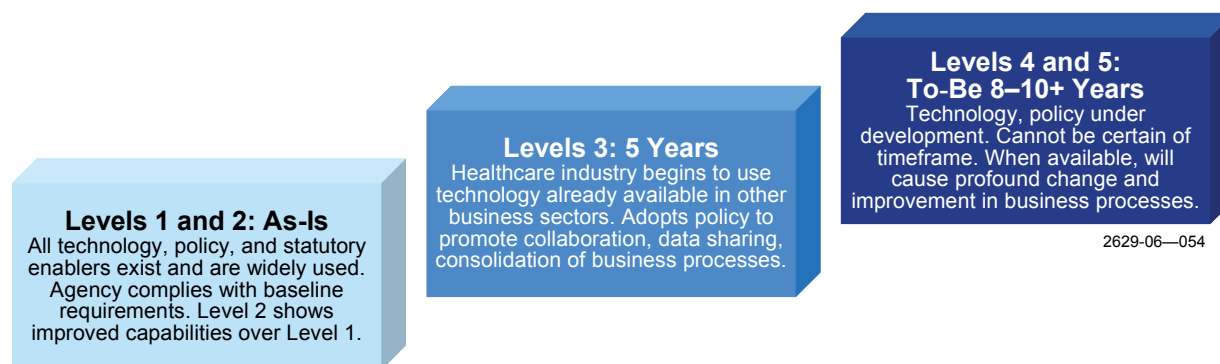 Levels 1 and 2: As-Is
All technology, policy, and statutory
enablers exist and are widely used.
Agency complies with baseline
requirements. Level 2 shows
improved capabilities over Level 1.
Levels 3: 5 Years
Healthcare industry begins to use
technology already available in other
business sectors. Adopts policy to
promote collaboration, data sharing,
consolidation of business processes.
Levels 4 and 5:
To-Be 8–10+ Years
Technology, policy under
development. Cannot be certain of
timeframe. When available, will
cause profound change and
improvement in business processes.
2629-06—054